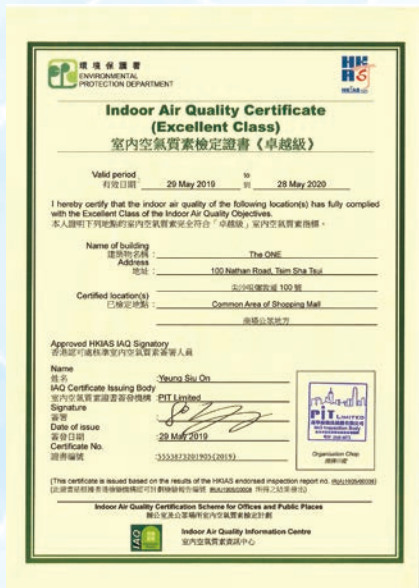 環境保護署
ENVIRONMENTAL
PROTECTION DEPARTMENT
HK
AS
HKIAS
Indoor Air Quality Certificate
(Excellent Class)
室內空氣質素檢定證書《卓越級》
Valid period
有效日期: 29 May 2019 to 到 28 May 2020
I hereby certify that the indoor air quality of the following location(s) has fully complied
with the Excellent Class of the Indoor Air Quality Objectives.
本人證明下列地點的室內空氣質素完全符合「卓越級」室內空氣質素指標。
Name of building
建築物名稱: The ONE
Address
地址: 100 Nathan Road, Tsim Sha Tsui
尖沙咀彌敦道 100 號
Certified location(s)
已檢定地點: Common Area of Shopping Mall
商場公眾地方
Approved HKIAS IAQ Signatory
香港認可處核準室內空氣質素簽署人員
Name
姓名: Yeung Siu On
IAQ Certificate Issuing Body
室內空氣質素證書簽發機構: PIT Limited
Signature
簽署:
Date of issue
簽發日期: 29 May 2019
Certificate No.
證書編號:
PIT LIMITED
Organisation Chop
機構印鑑
(This certificate is issued based on the results of the HKIAS endorsed inspection report no.
Indoor Air Quality Certification Scheme for Offices and Public Places
辦公室及公眾場所室內空氣質素檢定計劃
IAQ
Indoor Air Quality Information Centre
室內空氣質素資訊中心